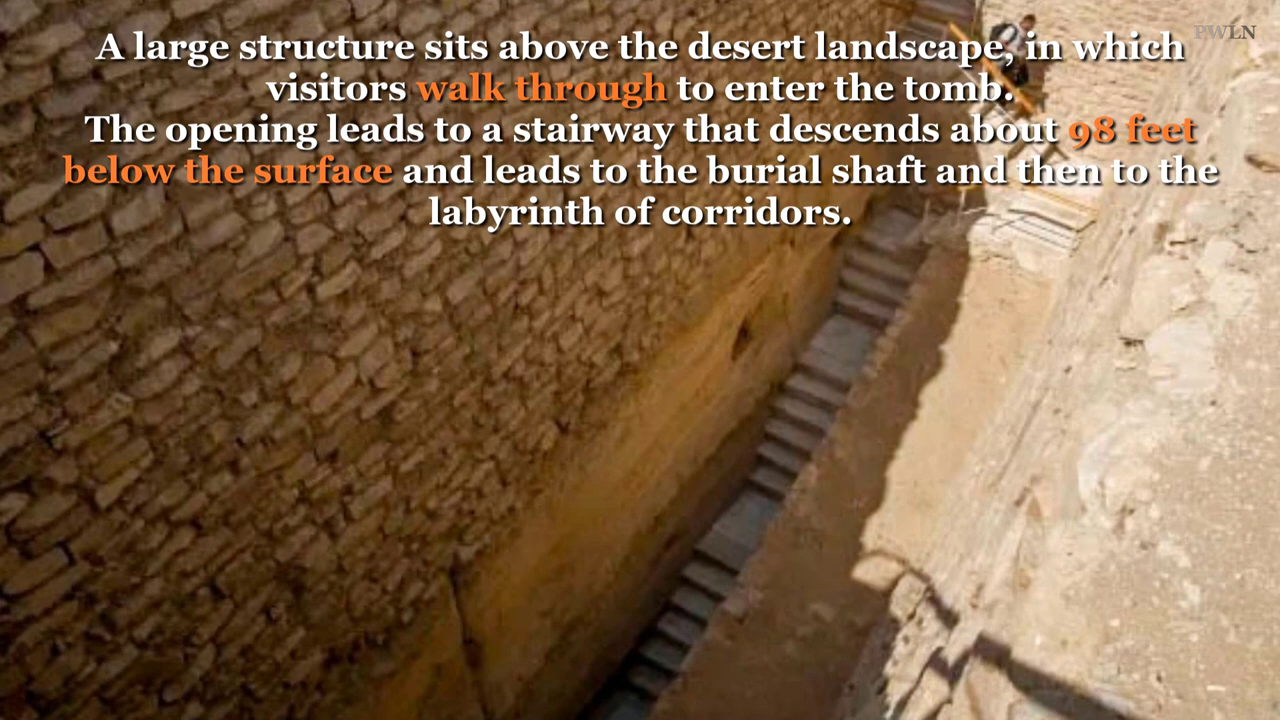 PWLN
A large structure sits above the desert landscape, in which
visitors walk through to enter the tomb.
The opening leads to a stairway that descends about 98 feet
below the surface and leads to the burial shaft and then to the
labyrinth of corridors.